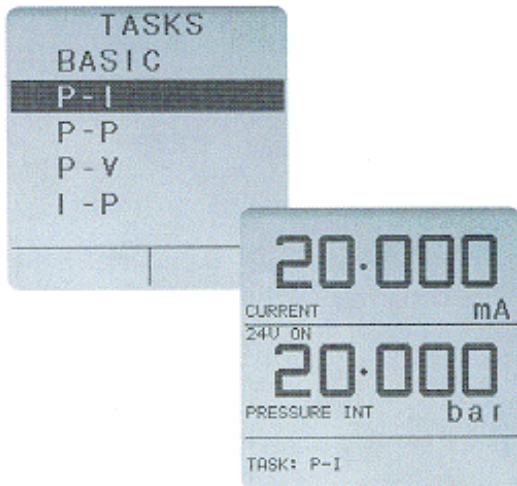 TASKS
BASIC
P-I
P-P
P-V
I-P
20.000
CURRENT mA
24V ON
20.000
PRESSURE INT bar
TASK: P-I